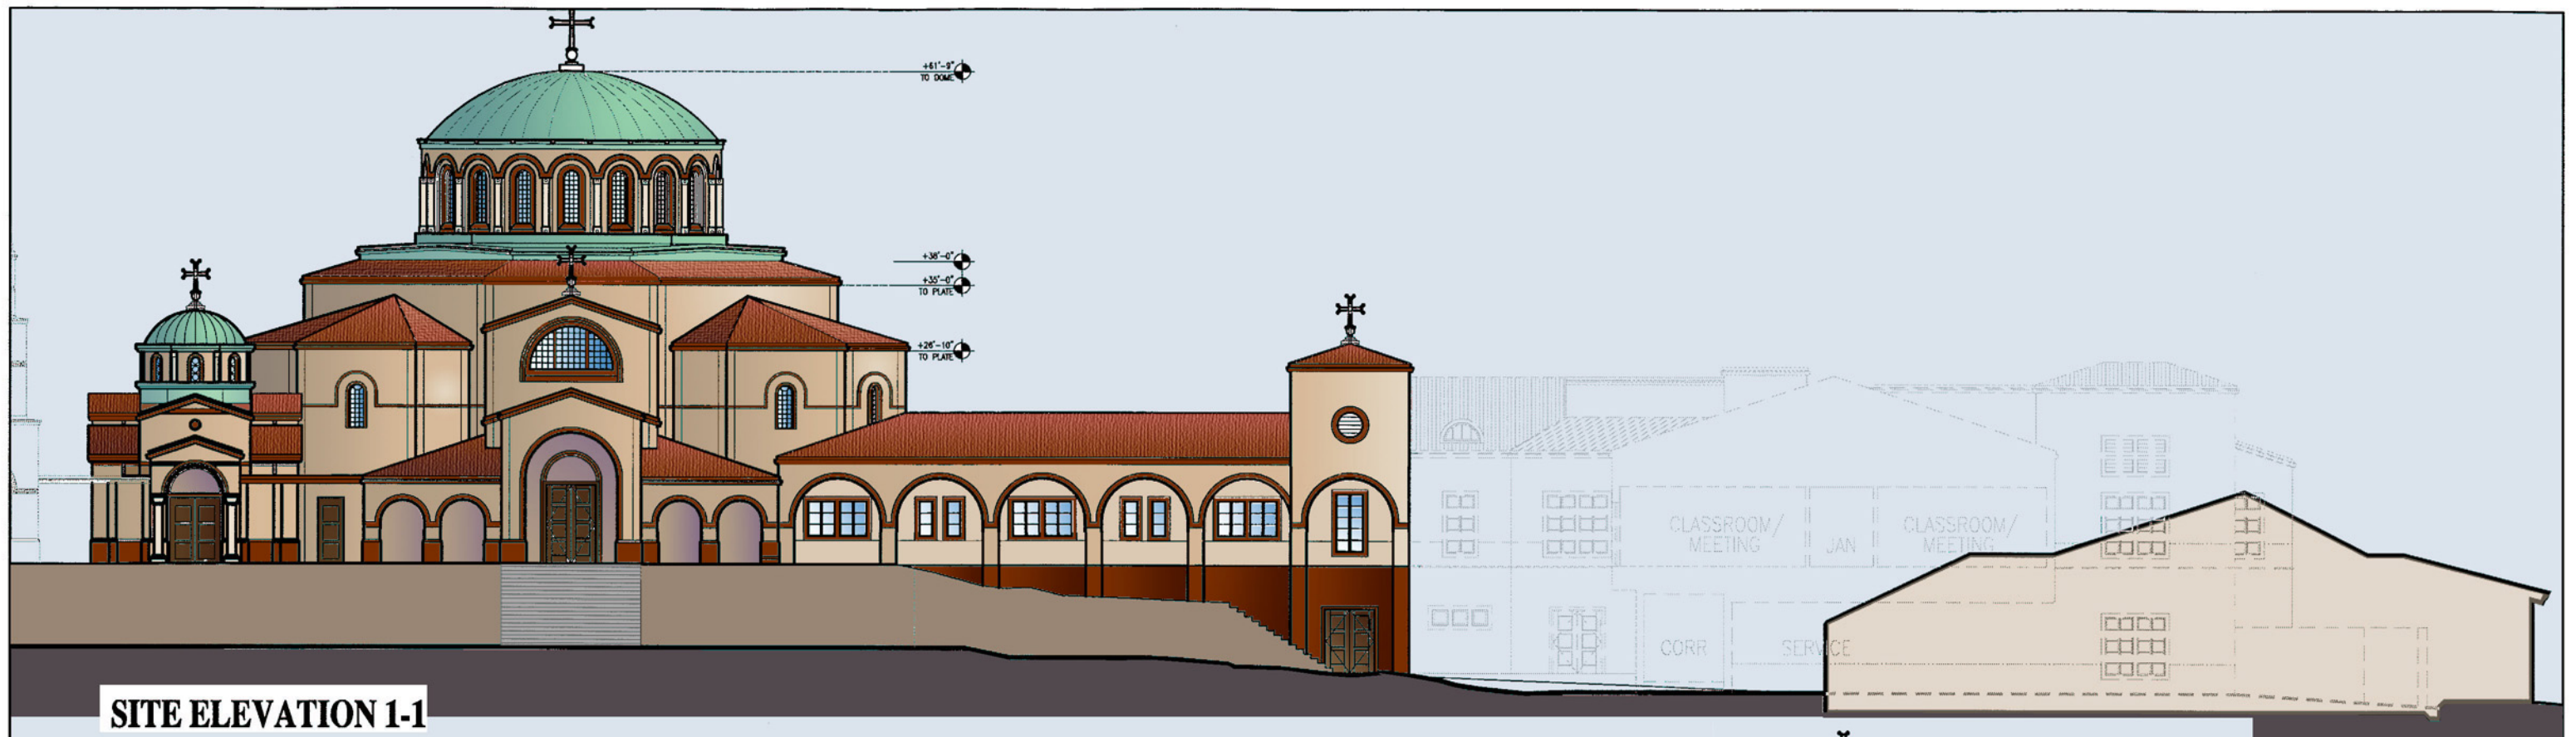 +61'-9"
TO DOME
+38'-0"
+35'-0"
TO PLATE
+26'-10"
TO PLATE
CLASSROOM/
MEETING
JAN
CLASSROOM/
MEETING
CORR
SERVICE
SITE ELEVATION 1-1